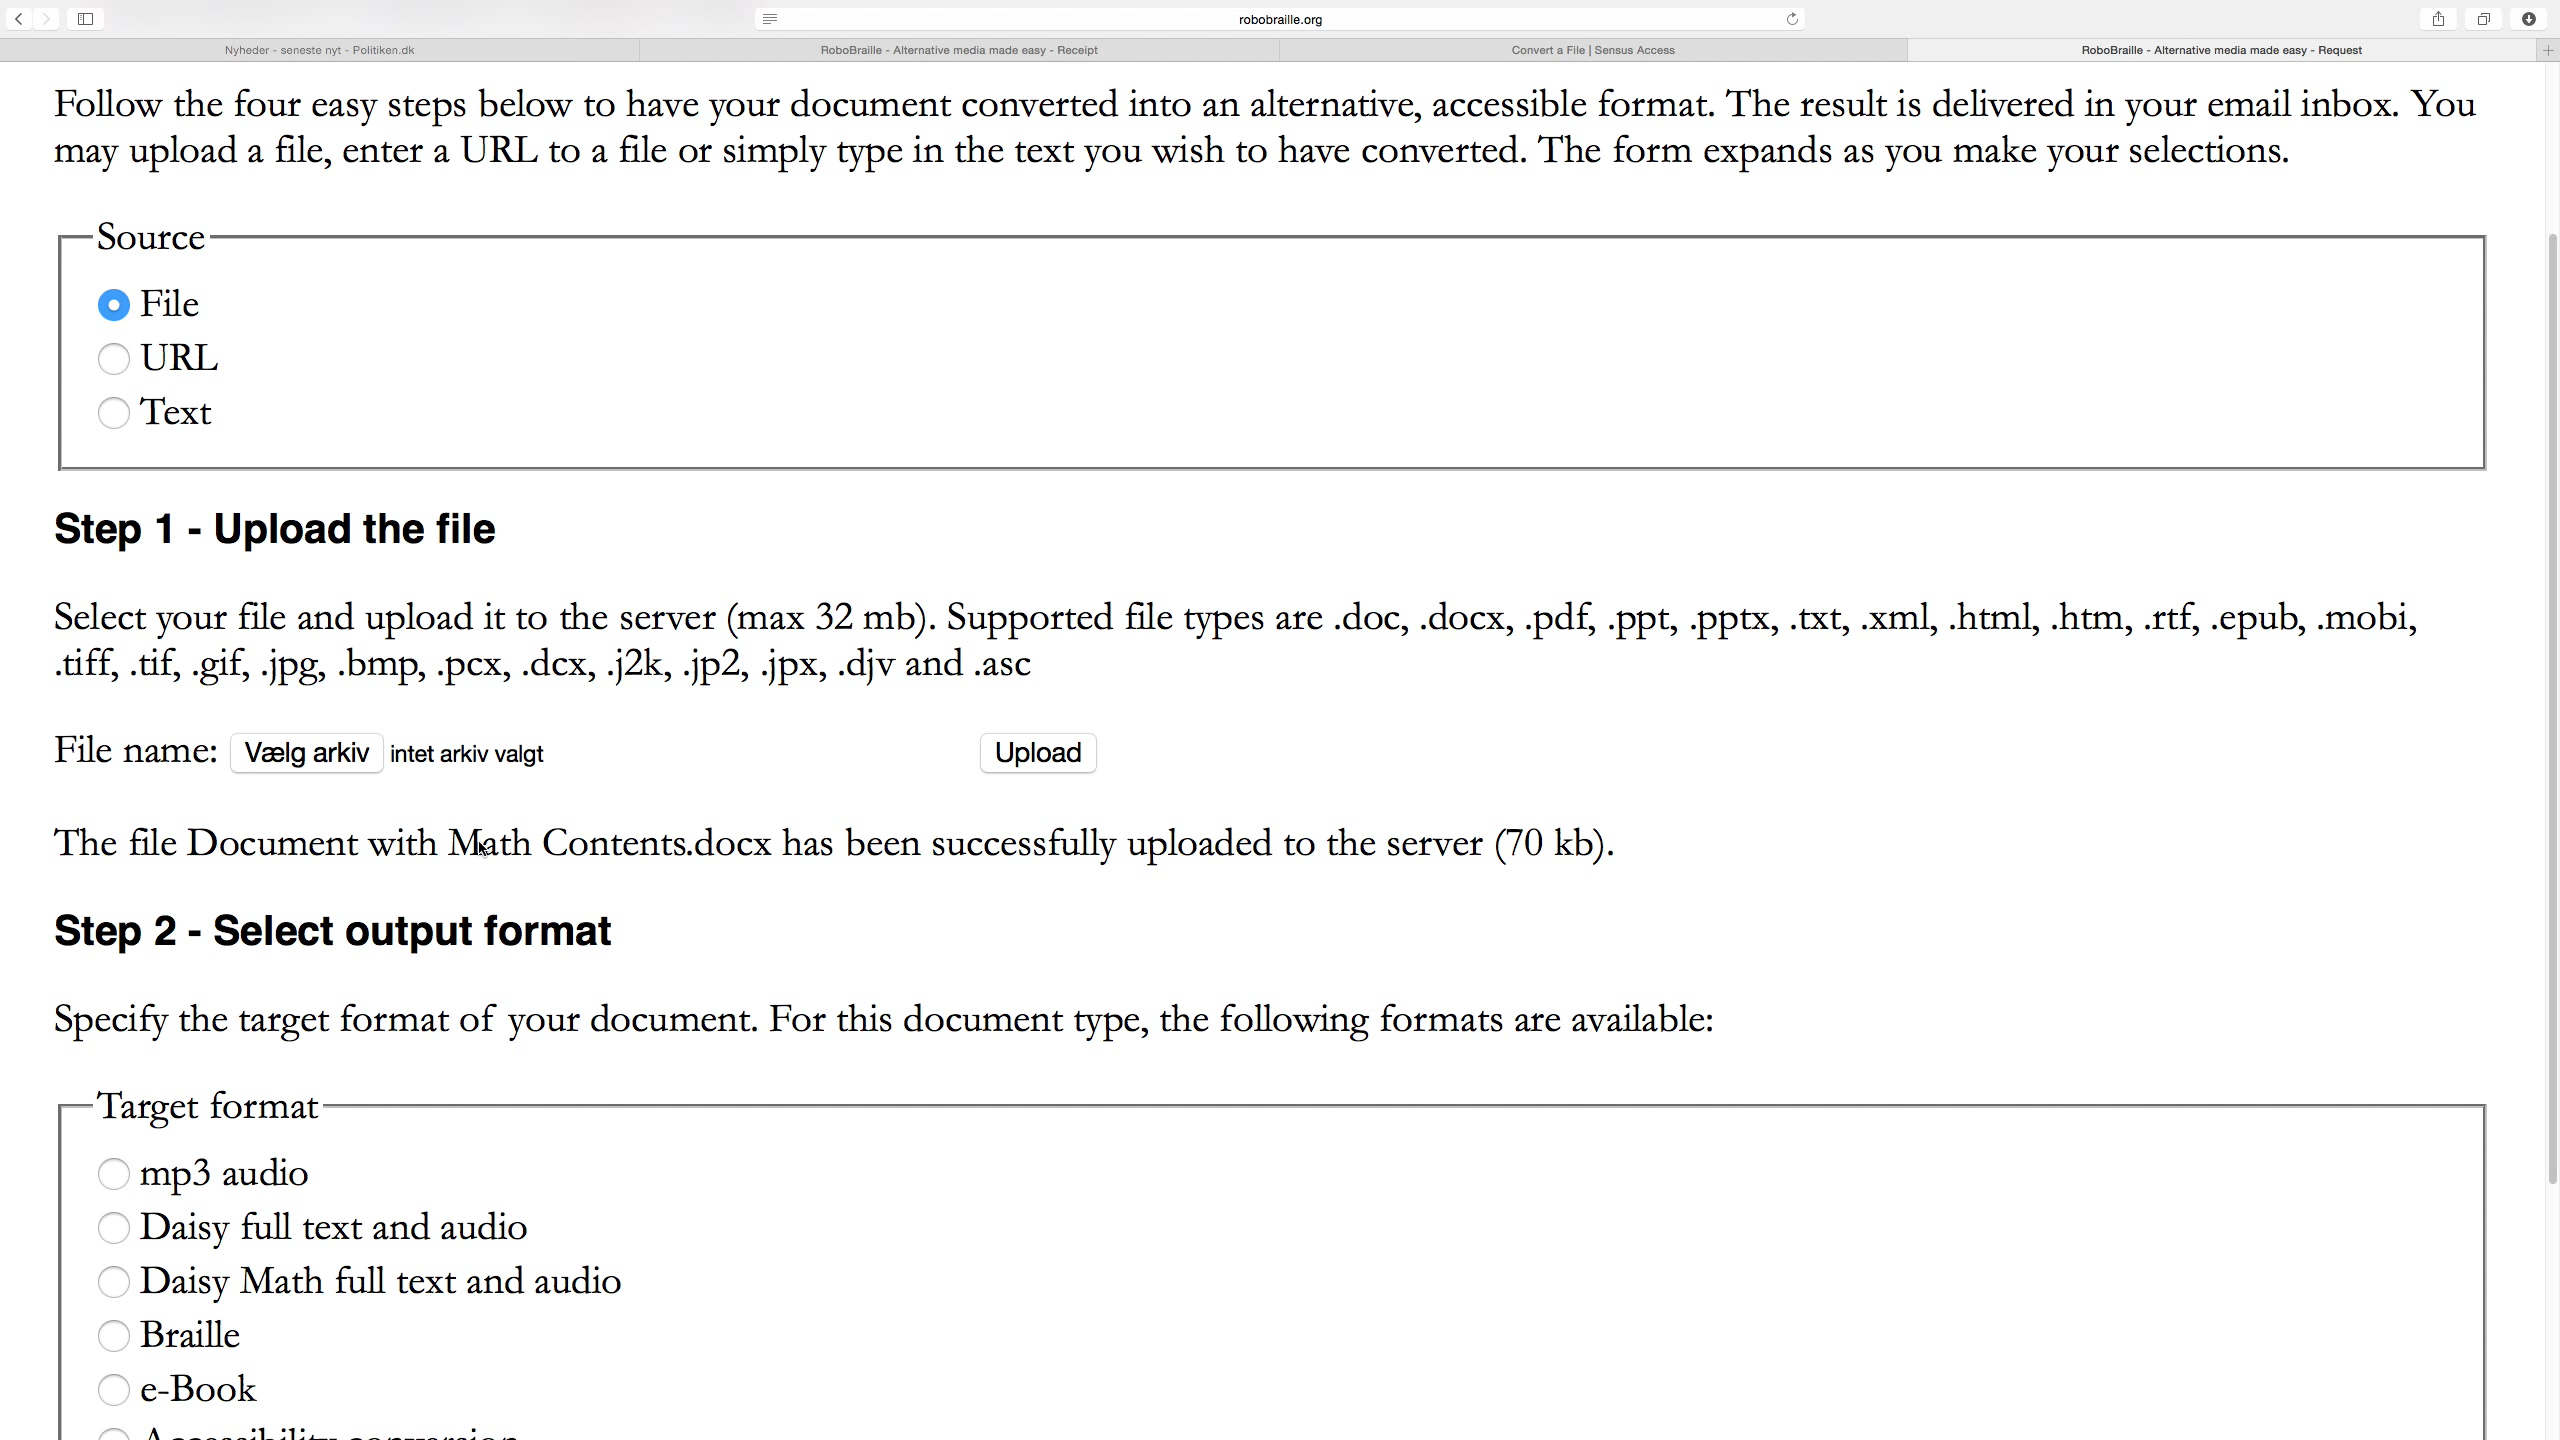 robobraille.org
Nyheder - seneste nyt - Politiken.dk
RoboBraille - Alternative media made easy - Receipt
Convert a File | Sensus Access
RoboBraille - Alternative media made easy - Request
Follow the four easy steps below to have your document converted into an alternative, accessible format. The result is delivered in your email inbox. You
may upload a file, enter a URL to a file or simply type in the text you wish to have converted. The form expands as you make your selections.
Source
File
URL
Text
Step 1 - Upload the file
Select your file and upload it to the server (max 32 mb). Supported file types are .doc, .docx, .pdf, .ppt, .pptx, .txt, .xml, .html, .htm, .rtf, .epub, .mobi,
.tiff, .tif, .gif, .jpg, .bmp, .pcx, .dcx, .j2k, .jp2, .jpx, .djv and .asc
File name: Vælg arkiv intet arkiv valgt Upload
The file Document with Math Contents.docx has been successfully uploaded to the server (70 kb).
Step 2 - Select output format
Specify the target format of your document. For this document type, the following formats are available:
Target format
mp3 audio
Daisy full text and audio
Daisy Math full text and audio
Braille
e-Book
Accessibility conversion